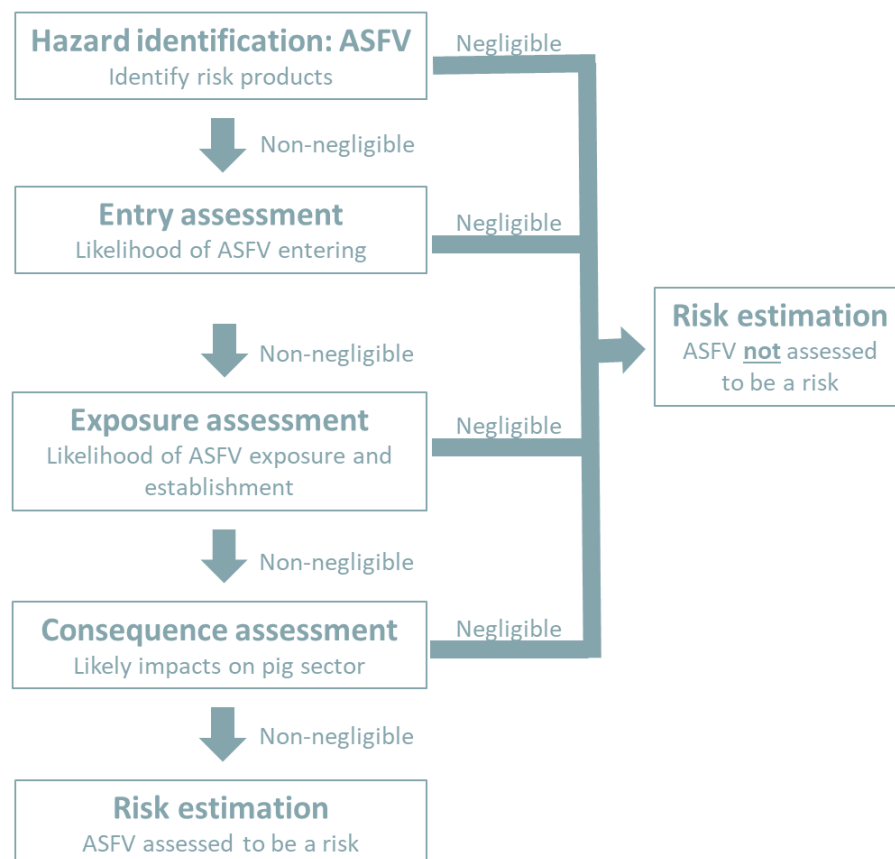 Hazard identification: ASFV
Identify risk products
Negligible
Non-negligible
Entry assessment
Likelihood of ASFV entering
Negligible
Non-negligible
Risk estimation
ASFV not assessed
to be a risk
Exposure assessment
Likelihood of ASFV exposure and
establishment
Negligible
Non-negligible
Consequence assessment
Likely impacts on pig sector
Negligible
Non-negligible
Risk estimation
ASFV assessed to be a risk